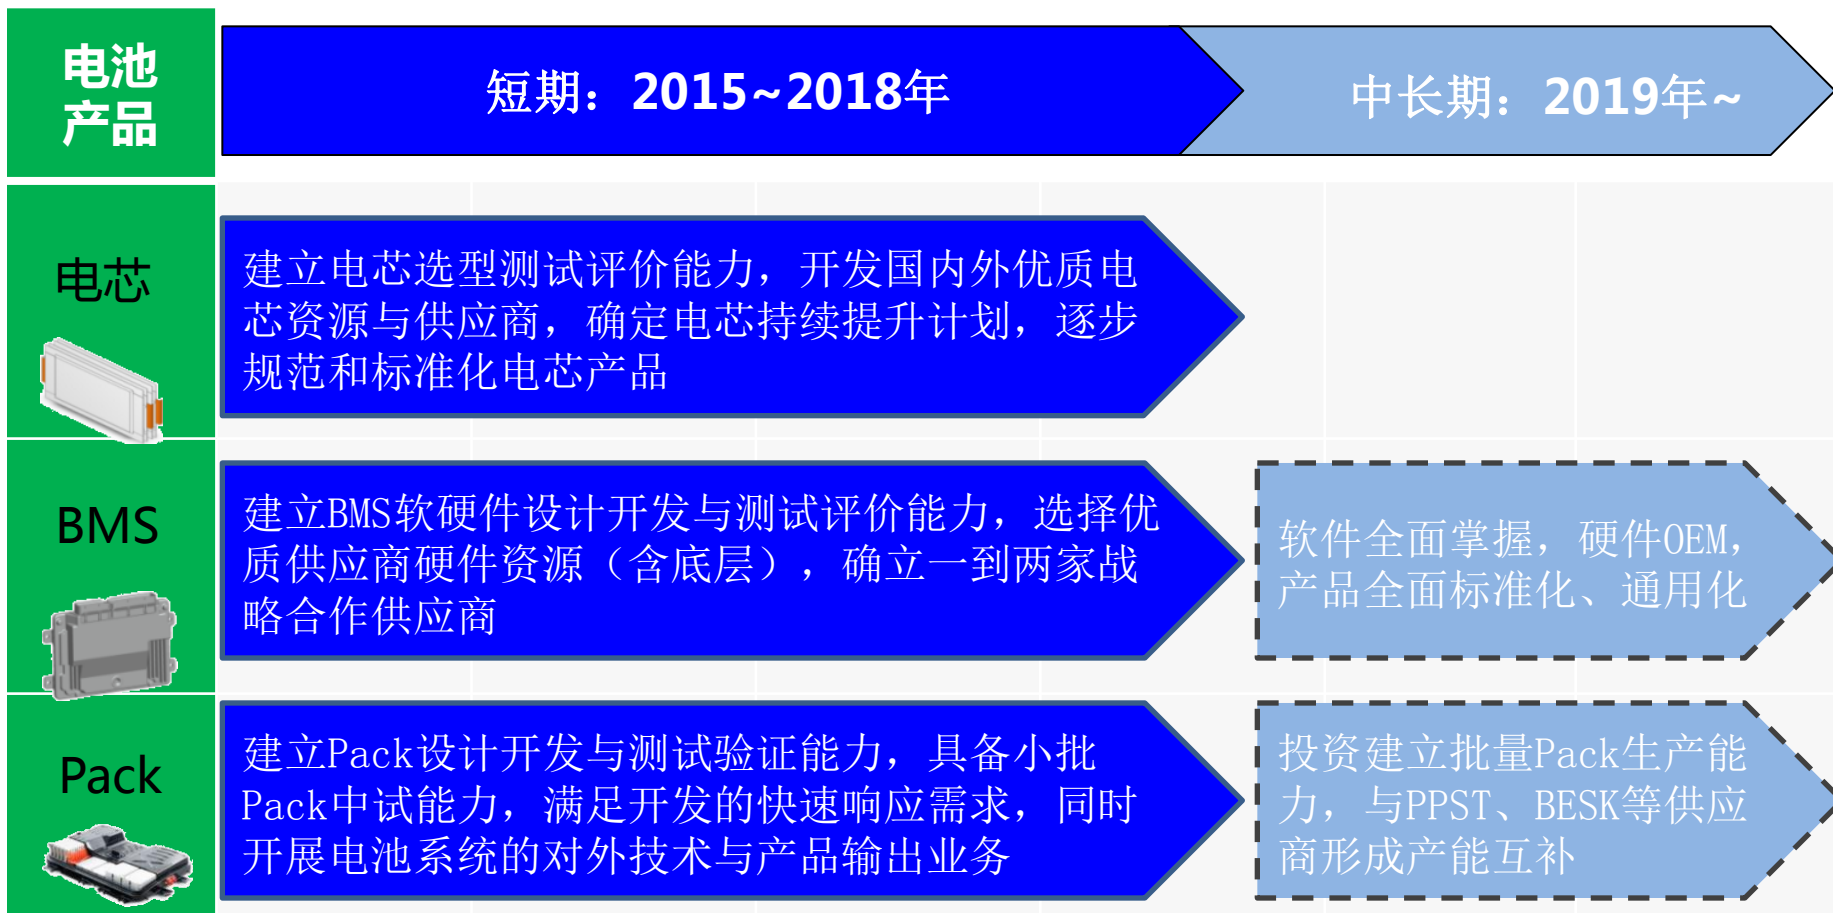 电池
产品
短期：2015~2018年
中长期：2019年~
电芯
建立电芯选型测试评价能力，开发国内外优质电
芯资源与供应商，确定电芯持续提升计划，逐步
规范和标准化电芯产品
BMS
建立BMS软硬件设计开发与测试评价能力，选择优
质供应商硬件资源（含底层），确立一到两家战
略合作供应商
软件全面掌握，硬件OEM，
产品全面标准化、通用化
Pack
建立Pack设计开发与测试验证能力，具备小批
Pack中试能力，满足开发的快速响应需求，同时
开展电池系统的对外技术与产品输出业务
投资建立批量Pack生产能
力，与PPST、BESK等供应
商形成产能互补